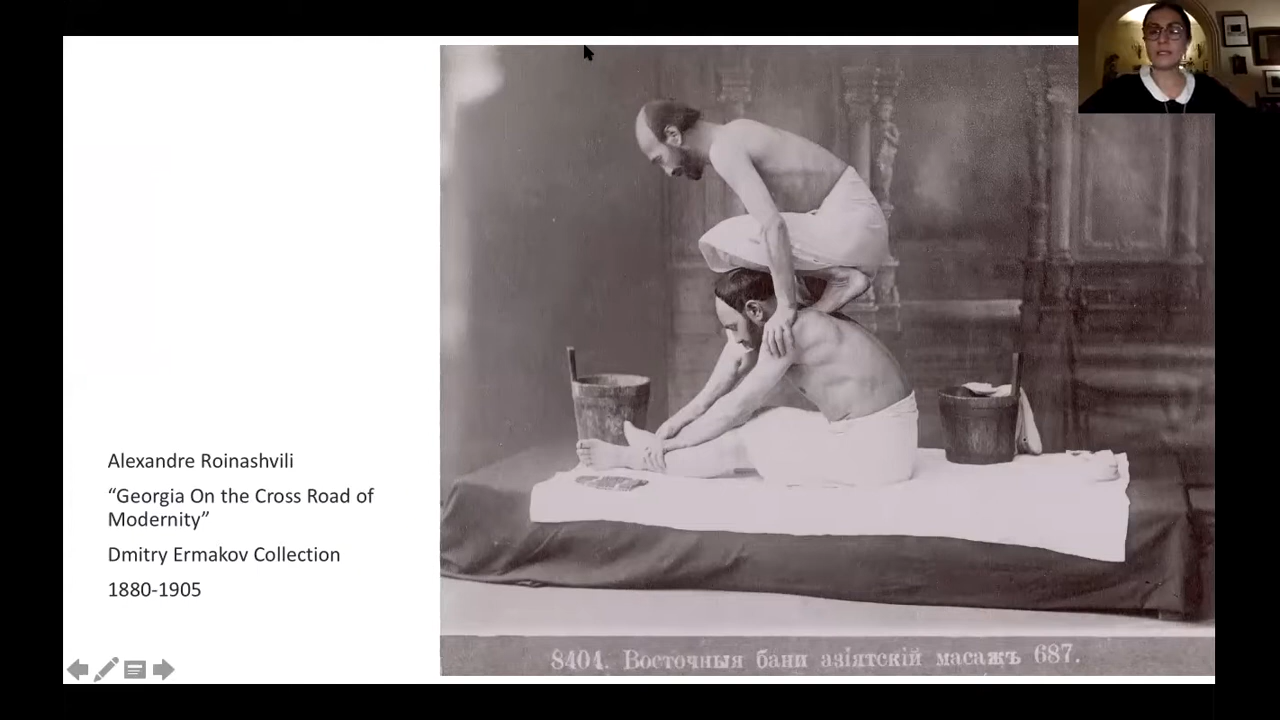 Alexandre Roinashvili
“Georgia On the Cross Road of
Modernity”
Dmitry Ermakov Collection
1880-1905
8404. Восточныя бани азіятскій масажъ 687.